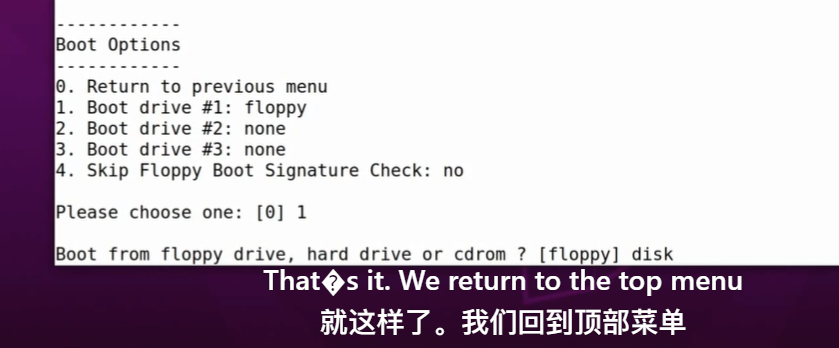 ------------
Boot Options
------------
0. Return to previous menu
1. Boot drive #1: floppy
2. Boot drive #2: none
3. Boot drive #3: none
4. Skip Floppy Boot Signature Check: no
Please choose one: [0] 1
Boot from floppy drive, hard drive or cdrom ? [floppy] disk
That�s it. We return to the top menu
就这样了。我们回到顶部菜单